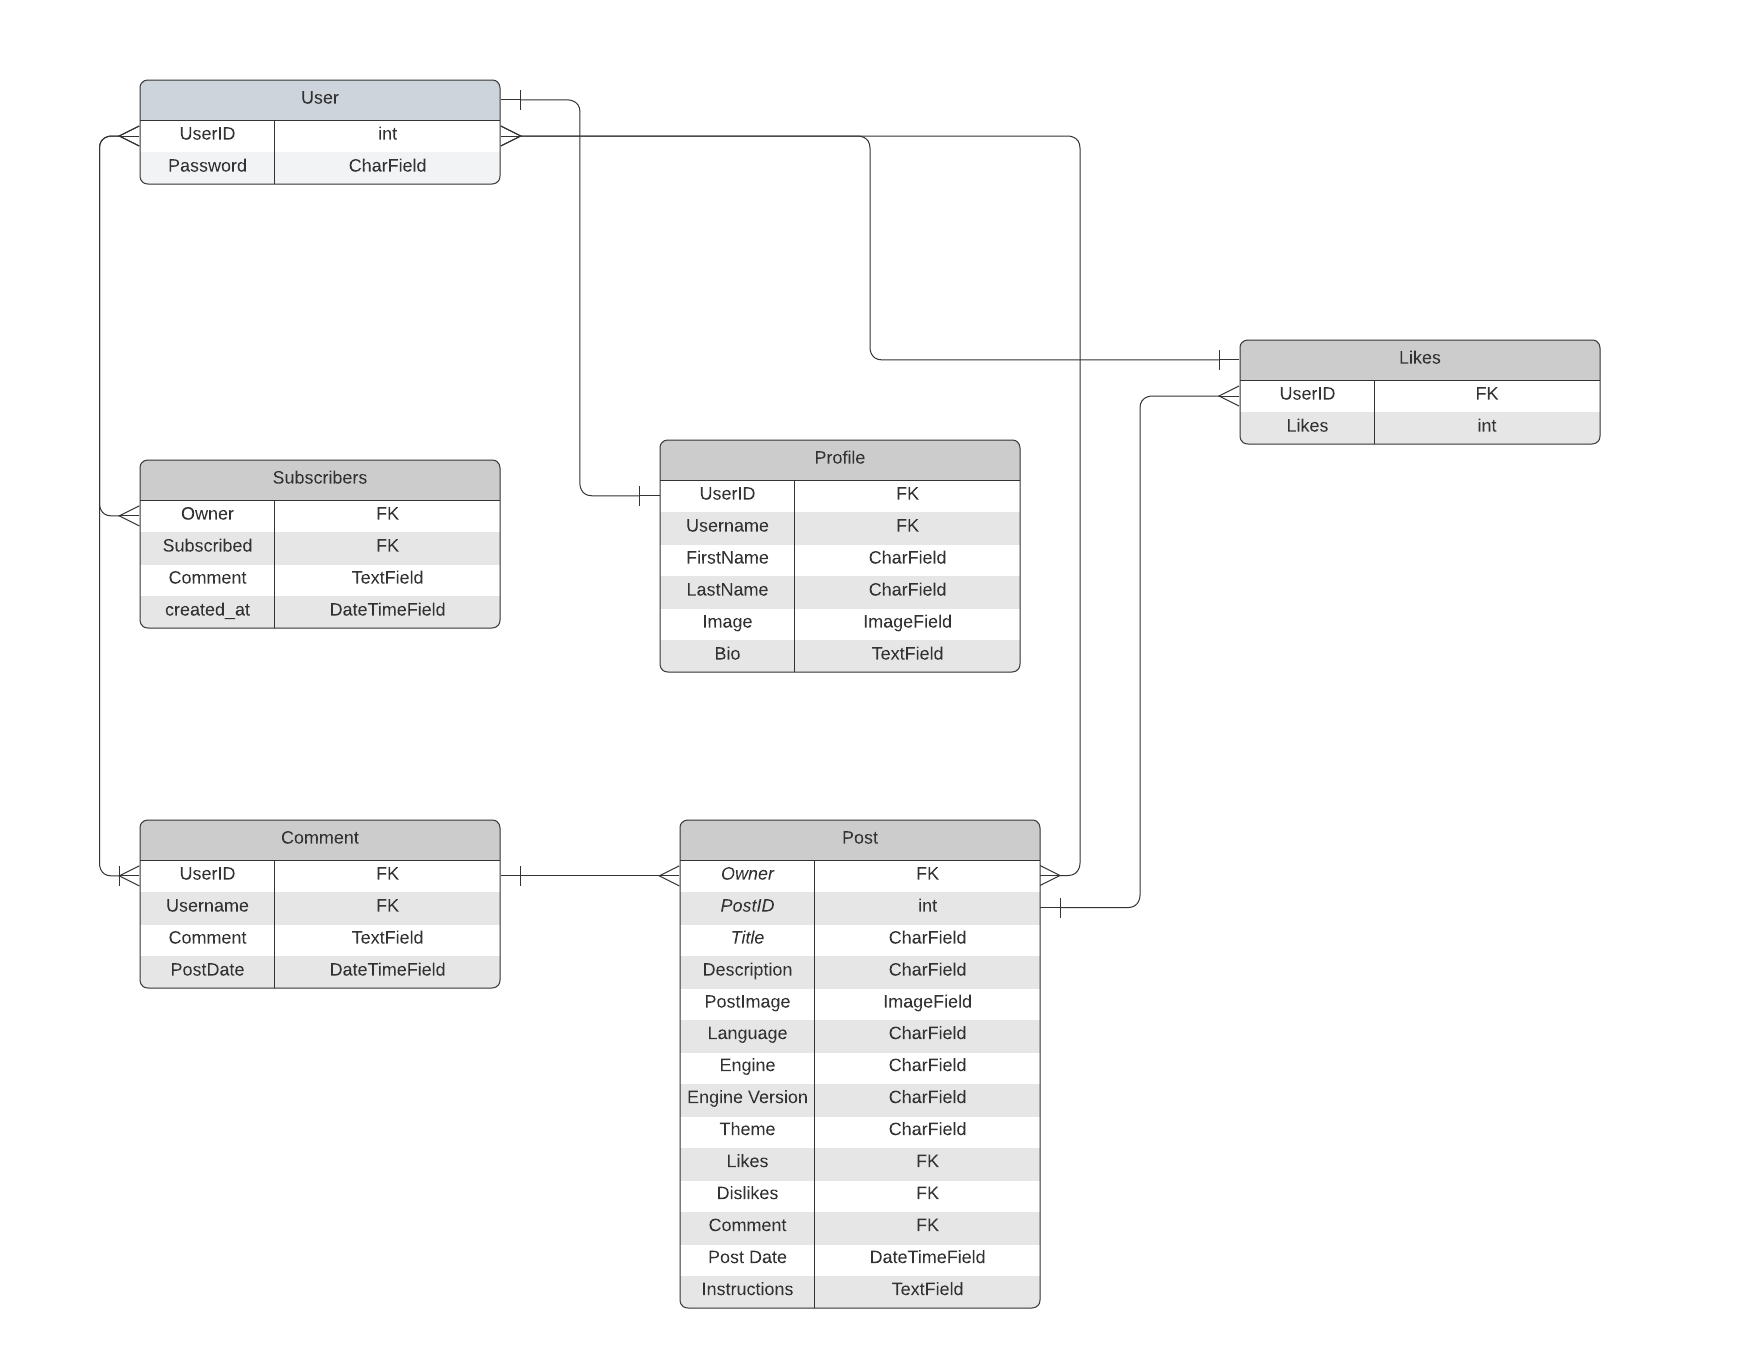 User
UserID int
Password CharField
Likes
UserID FK
Likes int
Profile
UserID FK
Username FK
FirstName CharField
LastName CharField
Image ImageField
Bio TextField
Subscribers
Owner FK
Subscribed FK
Comment TextField
created_at DateTimeField
Comment
UserID FK
Username FK
Comment TextField
PostDate DateTimeField
Post
Owner FK
PostID int
Title CharField
Description CharField
PostImage ImageField
Language CharField
Engine CharField
Engine Version CharField
Theme CharField
Likes FK
Dislikes FK
Comment FK
Post Date DateTimeField
Instructions TextField